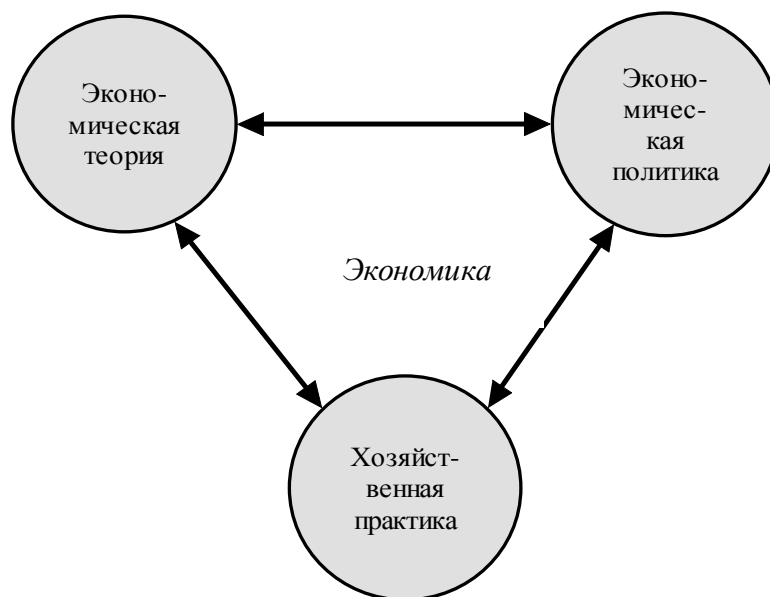 Эконо-
мическая
теория
Эконо-
мичес-
кая
политика
Экономика
Хозяйст-
венная
практика